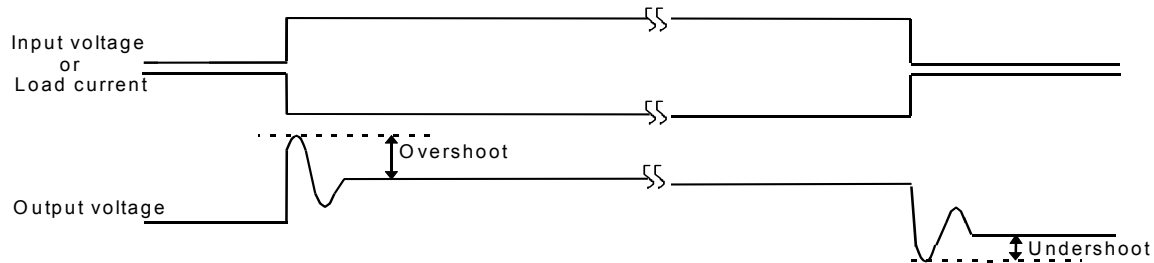 Input voltage
or
Load current
Overshoot
Output voltage
Undershoot